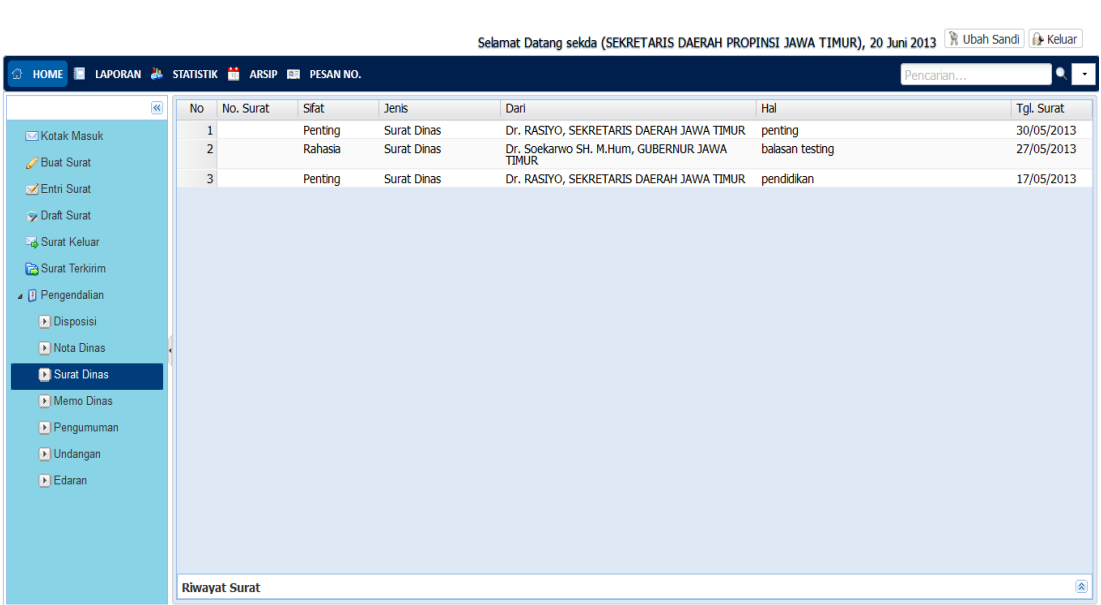 Selamat Datang sekda (SEKRETARIS DAERAH PROPINSI JAWA TIMUR), 20 Juni 2013 Ubah Sandi Keluar
HOME LAPORAN STATISTIK ARSIP PESAN NO. Pencarian...
No No. Surat Sifat Jenis Dari Hal Tgl. Surat
1 Penting Surat Dinas Dr. RASIYO, SEKRETARIS DAERAH JAWA TIMUR penting 30/05/2013
2 Rahasia Surat Dinas Dr. Soekarwo SH. M.Hum, GUBERNUR JAWA balasan testing 27/05/2013
TIMUR
3 Penting Surat Dinas Dr. RASIYO, SEKRETARIS DAERAH JAWA TIMUR pendidikan 17/05/2013
Kotak Masuk
Buat Surat
Entri Surat
Draft Surat
Surat Keluar
Surat Terkirim
Pengendalian
Disposisi
Nota Dinas
Surat Dinas
Memo Dinas
Pengumuman
Undangan
Edaran
Riwayat Surat